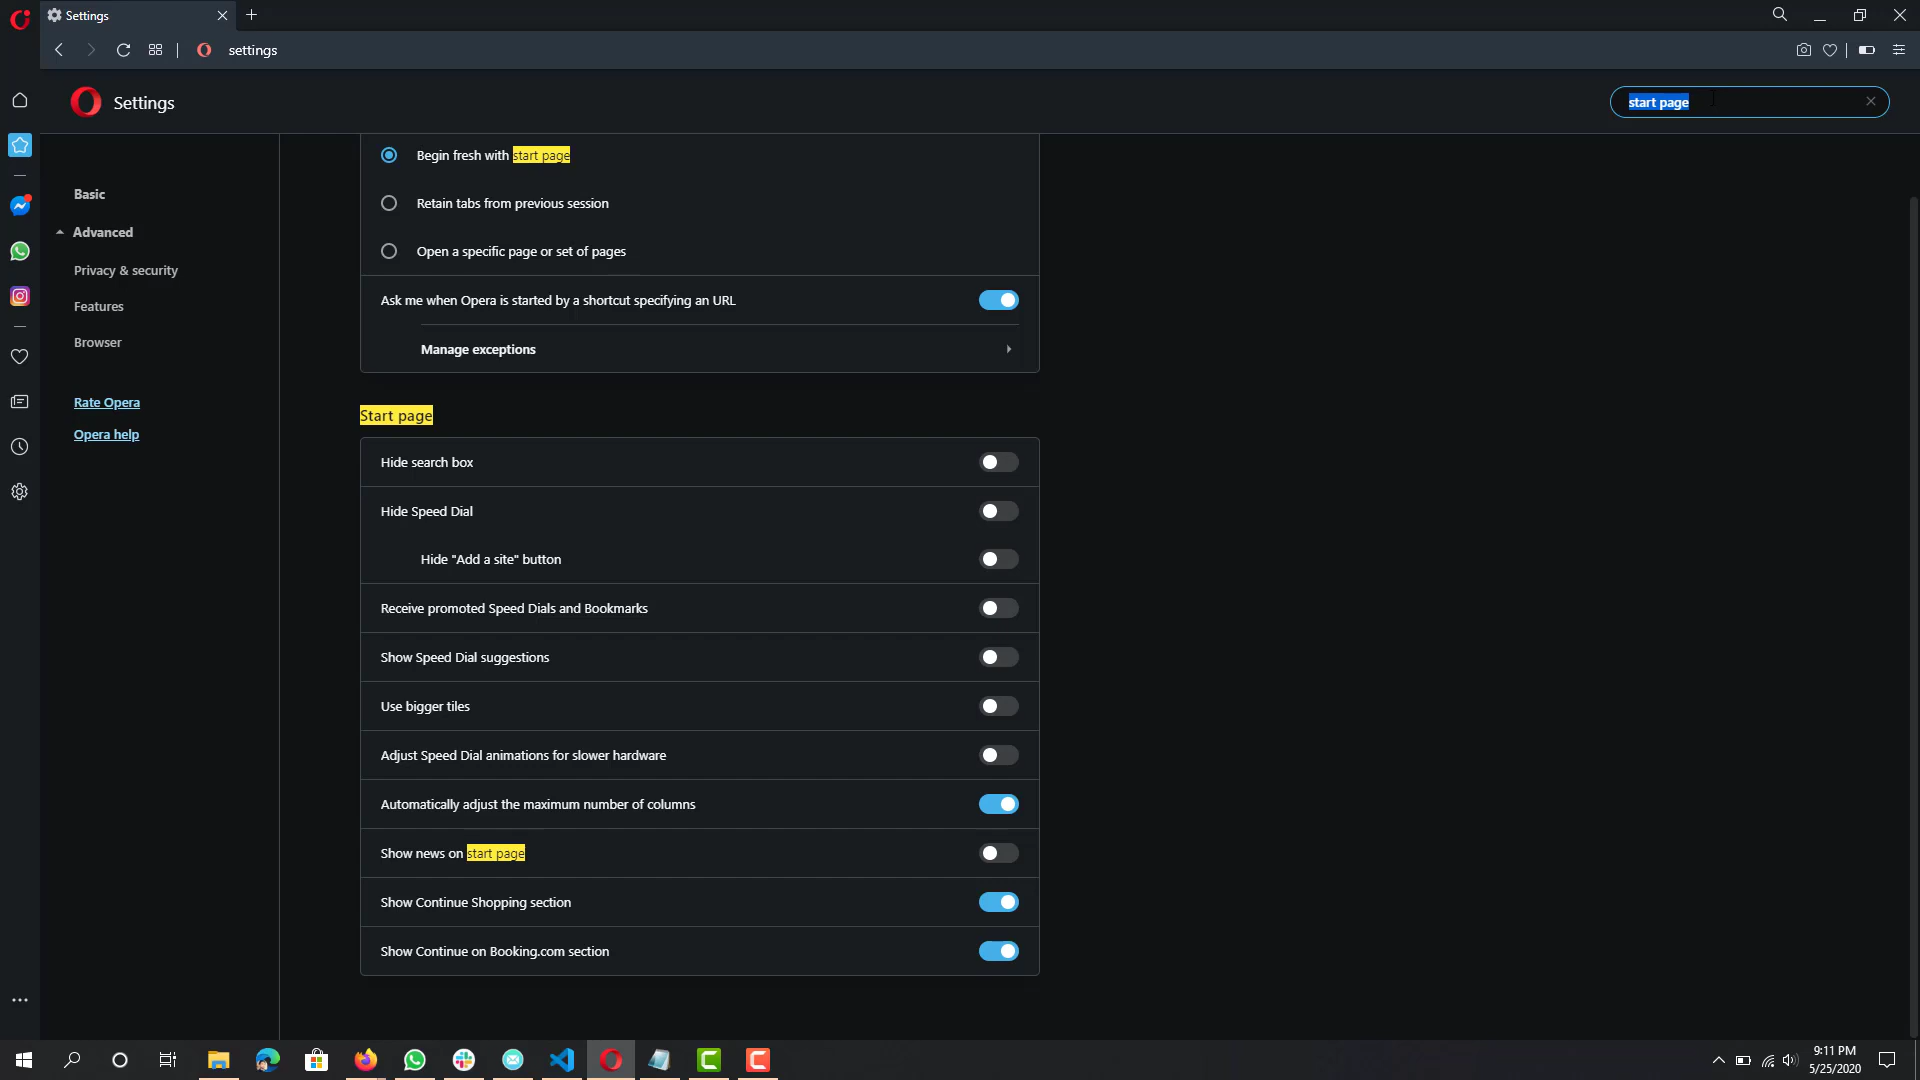 Settings
settings
Settings
start page
Basic
Advanced
Privacy & security
Features
Browser
Rate Opera
Opera help
Begin fresh with start page
Retain tabs from previous session
Open a specific page or set of pages
Ask me when Opera is started by a shortcut specifying an URL
Manage exceptions
Start page
Hide search box
Hide Speed Dial
Hide "Add a site" button
Receive promoted Speed Dials and Bookmarks
Show Speed Dial suggestions
Use bigger tiles
Adjust Speed Dial animations for slower hardware
Automatically adjust the maximum number of columns
Show news on start page
Show Continue Shopping section
Show Continue on Booking.com section
9:11 PM
5/25/2020